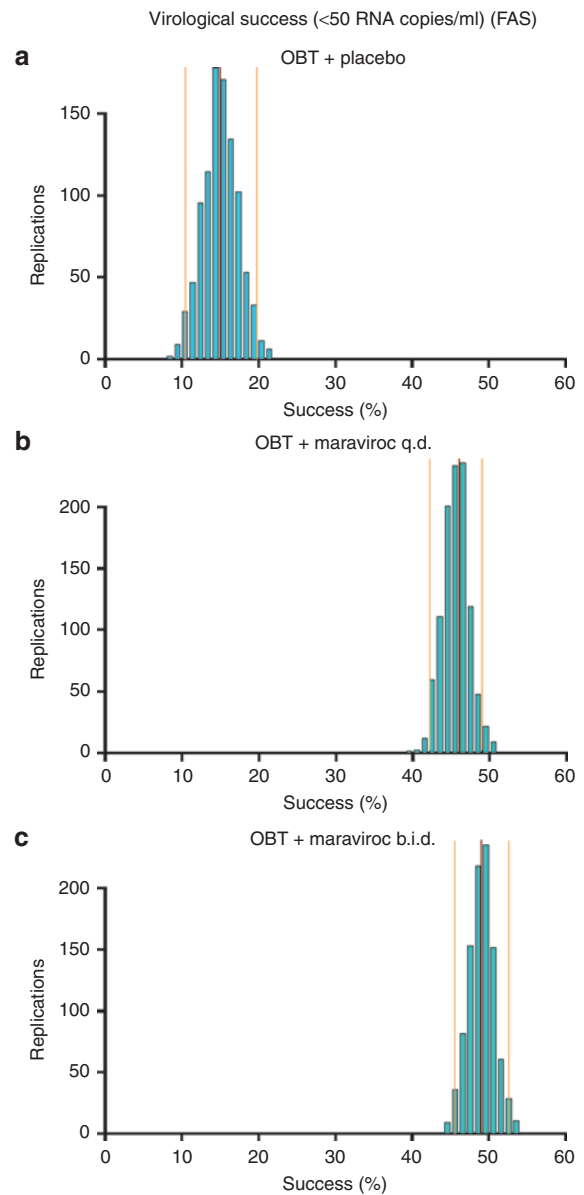 Virological success (<50 RNA copies/ml) (FAS)
a
OBT + placebo
150
100
50
0
Replications
0 10 20 30 40 50 60
Success (%)
b
OBT + maraviroc q.d.
200
150
100
50
0
Replications
0 10 20 30 40 50 60
Success (%)
c
OBT + maraviroc b.i.d.
200
150
100
50
0
Replications
0 10 20 30 40 50 60
Success (%)